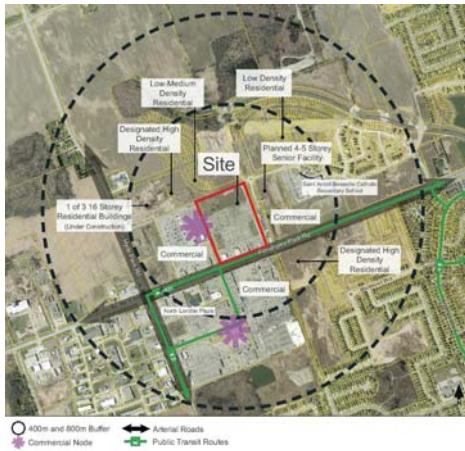 Low-Medium
Density
Residential
Low Density
Residential
Designated High
Density
Residential
Site
Planned 4-5 Storey
Senior Facility
Saint André Bessette Catholic
Secondary School
1 of 3 16 Storey
Residential Buildings
(Under Construction)
Commercial
Commercial
Designated High
Density
Residential
Commercial
North London Plaza
400m and 800m Buffer
Arterial Roads
Commercial Node
Public Transit Routes